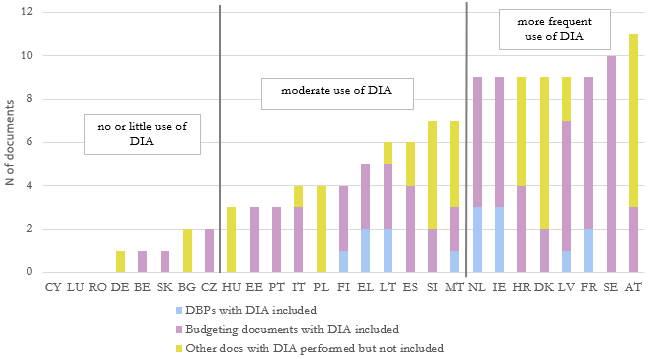 12
10
8
6
4
2
0
N of documents
no or little use of
DIA
moderate use of DIA
more frequent
use of DIA
CY LU RO DE BE SK BG CZ HU EE PT IT PL FI EL LT ES SI MT NL IE HR DK LV FR SE AT
DBPs with DIA included
Budgeting documents with DIA included
Other docs with DIA performed but not included